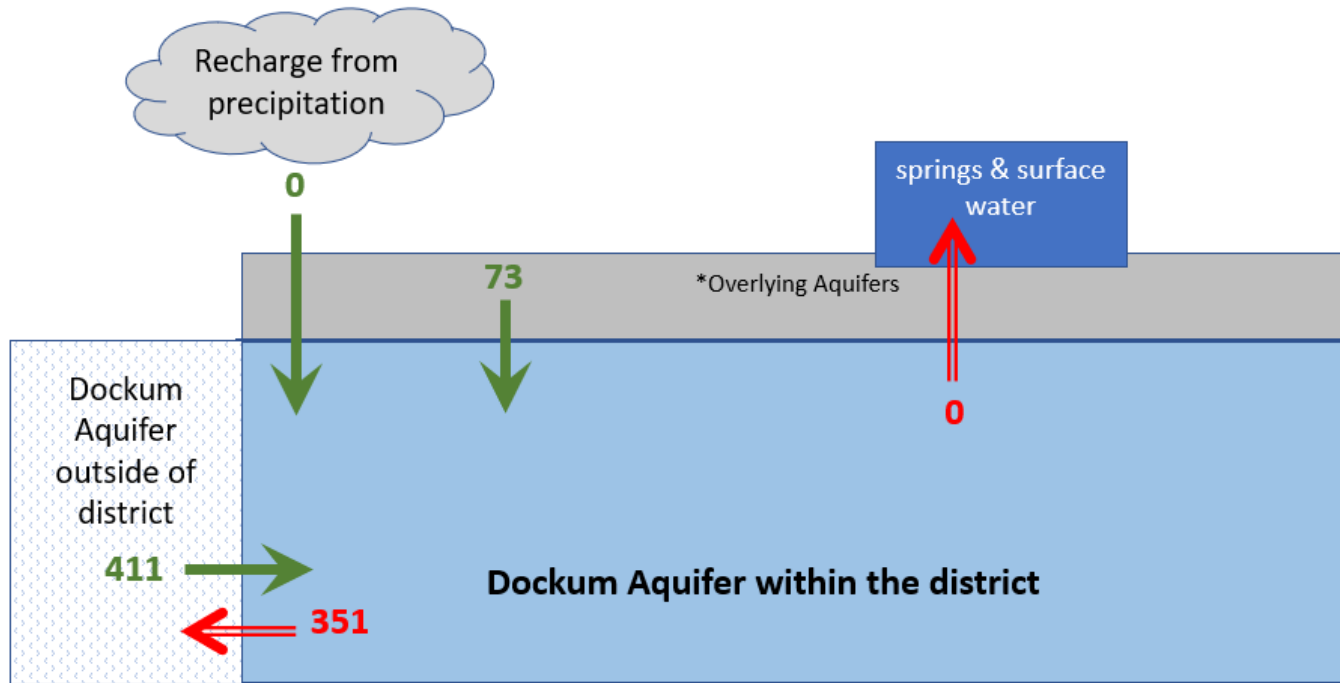 Recharge from
precipitation
0
springs & surface
water
73
*Overlying Aquifers
0
Dockum
Aquifer
outside of
district
411
Dockum Aquifer within the district
351